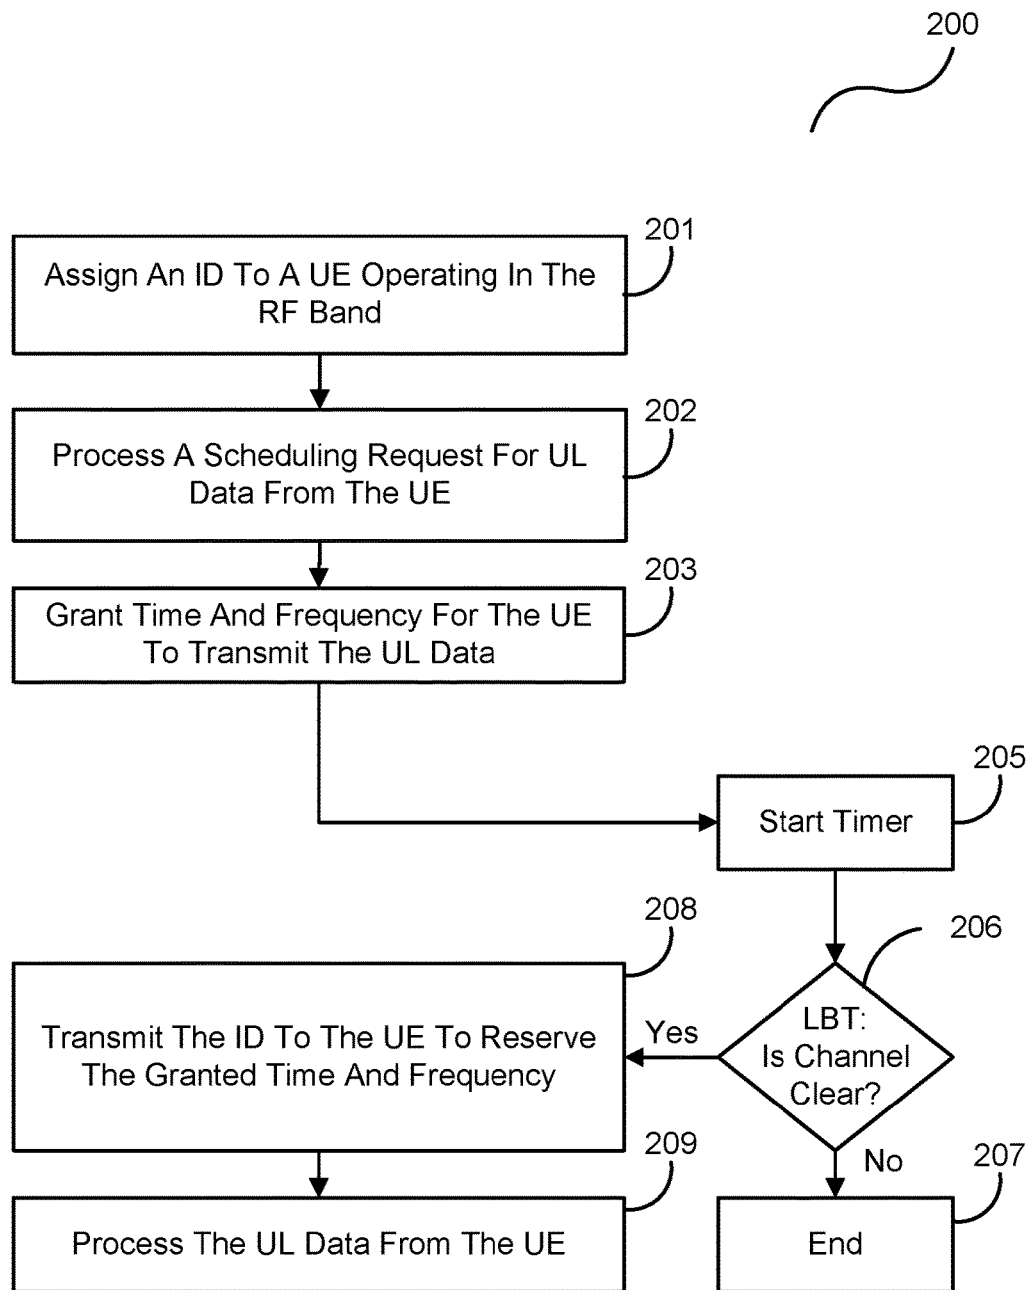 200
201
Assign An ID To A UE Operating In The
RF Band
202
Process A Scheduling Request For UL
Data From The UE
203
Grant Time And Frequency For The UE
To Transmit The UL Data
205
Start Timer
206
LBT:
Is Channel
Clear?
Yes
No
208
Transmit The ID To The UE To Reserve
The Granted Time And Frequency
209
Process The UL Data From The UE
207
End